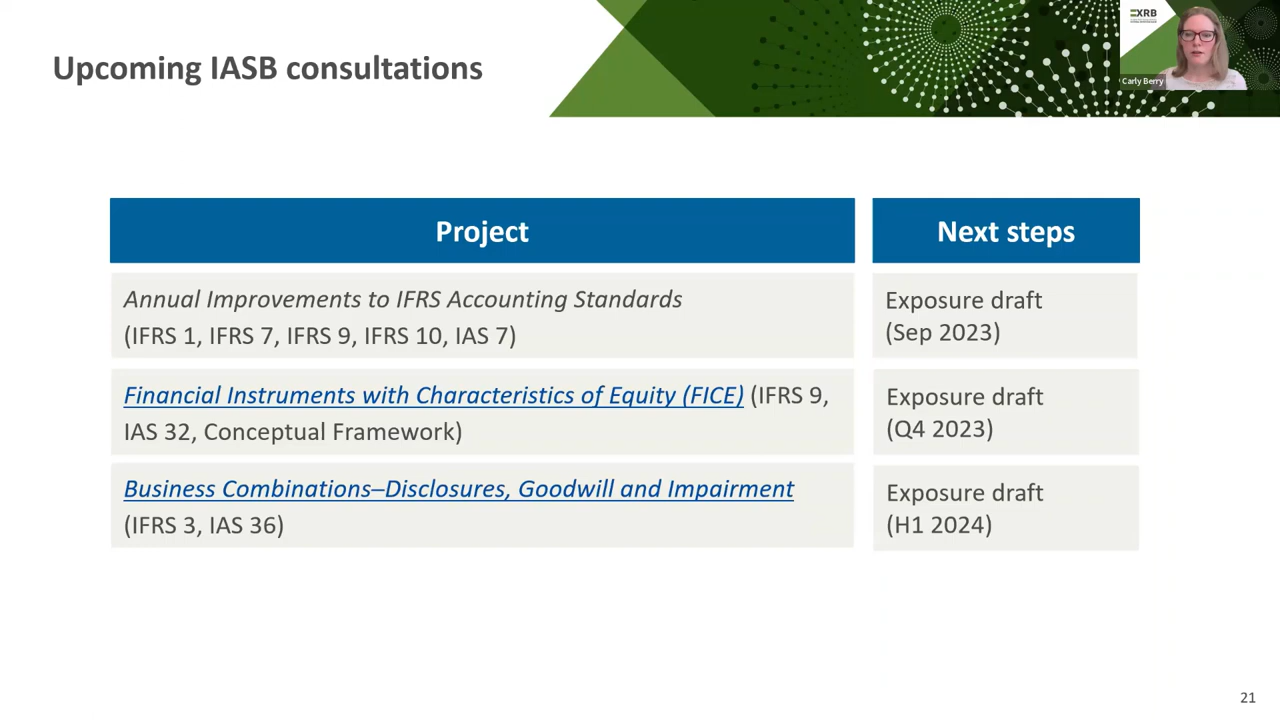 Upcoming IASB consultations
XRB
Carly Berry
Project
Next steps
Annual Improvements to IFRS Accounting Standards
(IFRS 1, IFRS 7, IFRS 9, IFRS 10, IAS 7)
Exposure draft
(Sep 2023)
Financial Instruments with Characteristics of Equity (FICE) (IFRS 9,
IAS 32, Conceptual Framework)
Exposure draft
(Q4 2023)
Business Combinations–Disclosures, Goodwill and Impairment
(IFRS 3, IAS 36)
Exposure draft
(H1 2024)
21